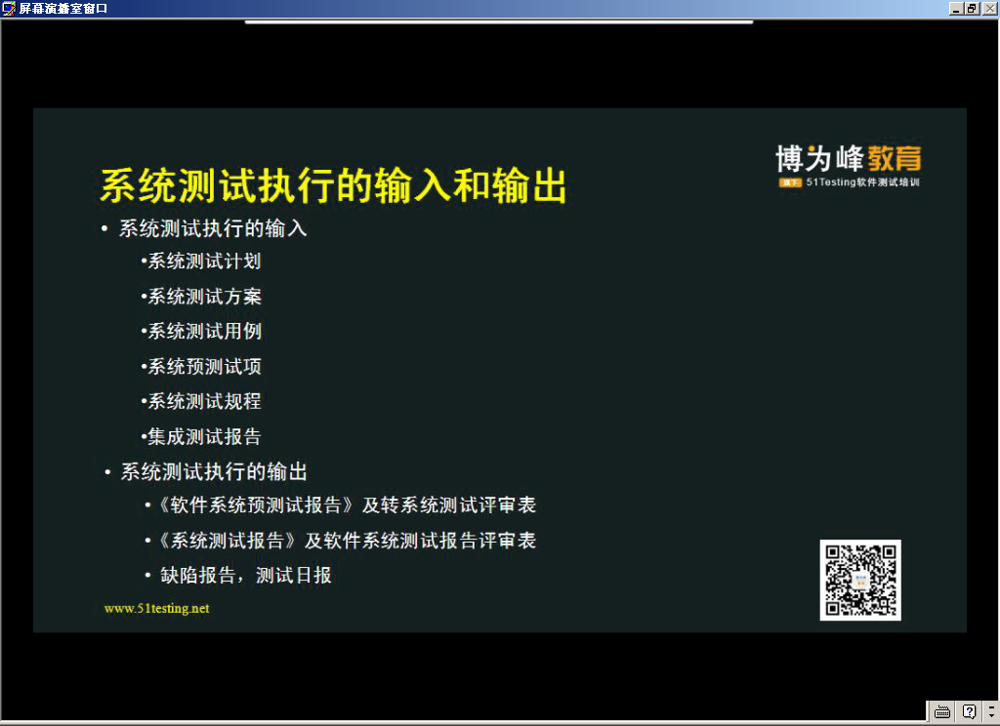 屏幕演播室窗口
博为峰教育
旗下 51Testing软件测试培训
系统测试执行的输入和输出
• 系统测试执行的输入
•系统测试计划
•系统测试方案
•系统测试用例
•系统预测试项
•系统测试规程
•集成测试报告
• 系统测试执行的输出
•《软件系统预测试报告》及转系统测试评审表
•《系统测试报告》及软件系统测试报告评审表
• 缺陷报告，测试日报
www.51testing.net